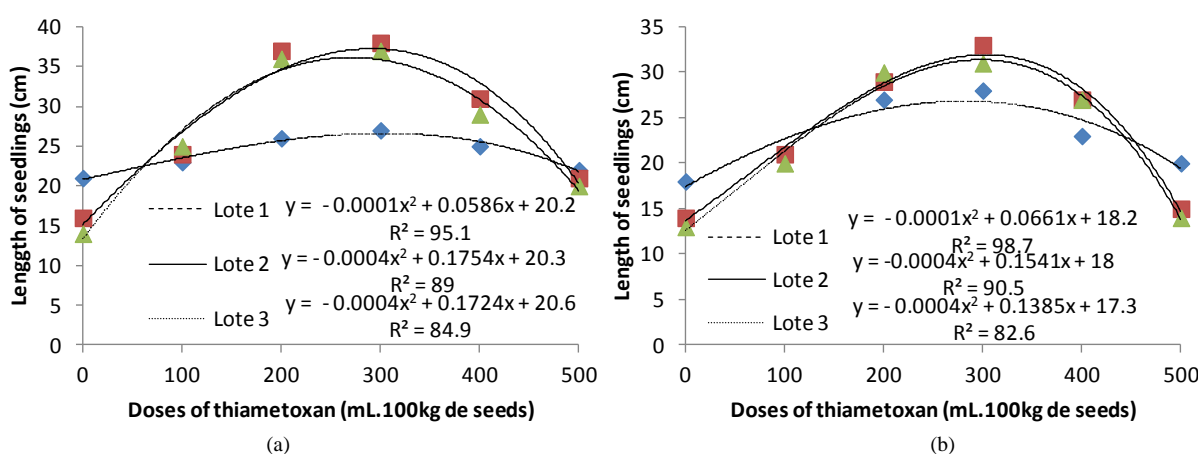 Lenggth of seedlings (cm)
40
35
30
25
20
15
10
5
0
Lote 1 y = - 0.0001x² + 0.0586x + 20.2
R² = 95.1
Lote 2 y = -0.0004x² + 0.1754x + 20.3
R² = 89
Lote 3 y = - 0.0004x² + 0.1724x + 20.6
R² = 84.9
0 100 200 300 400 500
Doses of thiametoxan (mL.100kg de seeds)
(a)
Length of seedlings (cm)
35
30
25
20
15
10
5
0
Lote 1 y = -0.0001x² + 0.0661x + 18.2
R² = 98.7
Lote 2 y = -0.0004x² + 0.1541x + 18
R² = 90.5
Lote 3 y = - 0.0004x² + 0.1385x + 17.3
R² = 82.6
0 100 200 300 400 500
Doses of thiametoxan (mL.100kg de seeds)
(b)